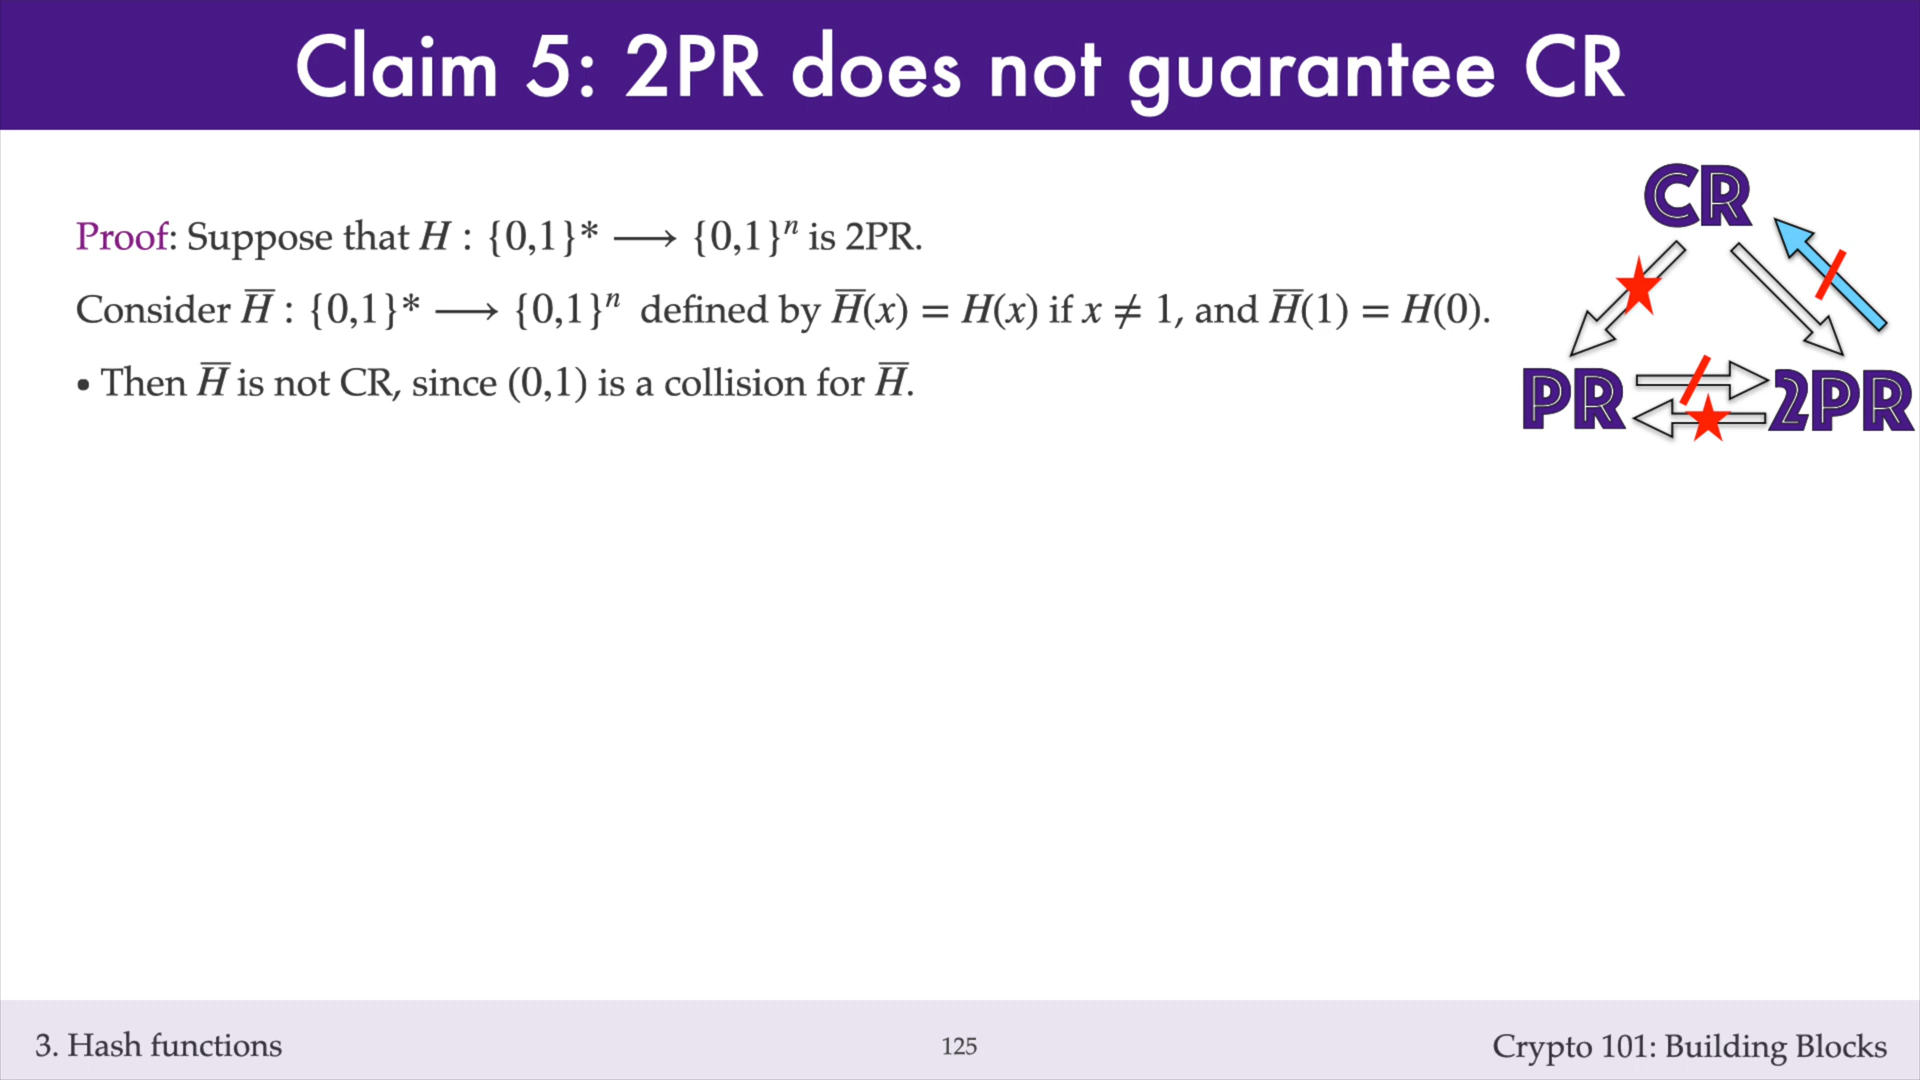 Claim 5: 2PR does not guarantee CR
Proof: Suppose that H : {0,1}* ⟶ {0,1}ⁿ is 2PR.
Consider H̅ : {0,1}* ⟶ {0,1}ⁿ defined by H̅(x) = H(x) if x ≠ 1, and H̅(1) = H(0).
• Then H̅ is not CR, since (0,1) is a collision for H̅.
CR
PR 2PR
3. Hash functions
125
Crypto 101: Building Blocks